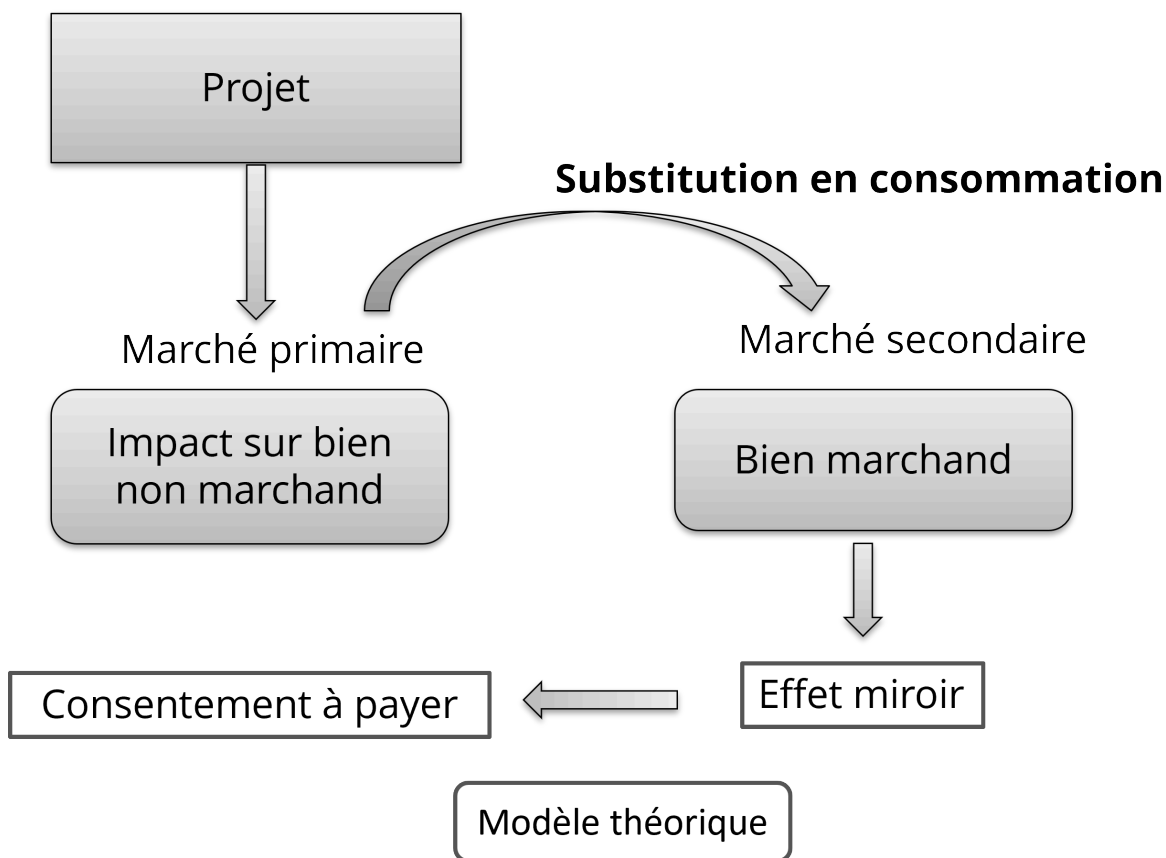 Projet
Substitution en consommation
Marché primaire
Marché secondaire
Impact sur bien
non marchand
Bien marchand
Consentement à payer
Effet miroir
Modèle théorique